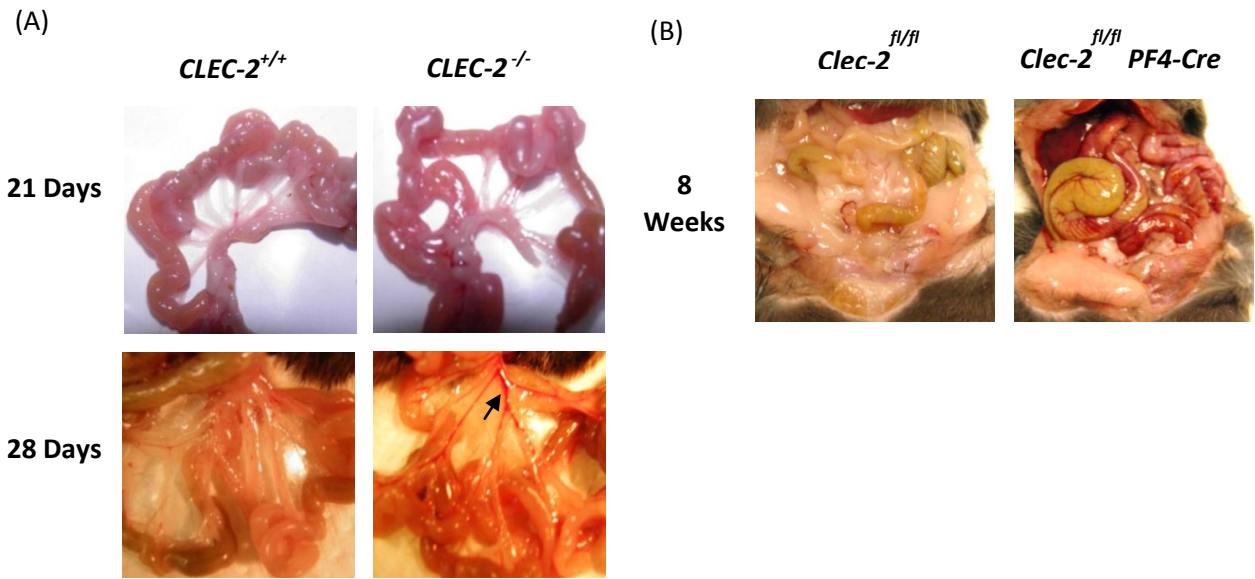 (A)
CLEC-2+/+ CLEC-2-/-
21 Days
28 Days
(B)
Clec-2fl/fl Clec-2fl/fl PF4-Cre
8
Weeks